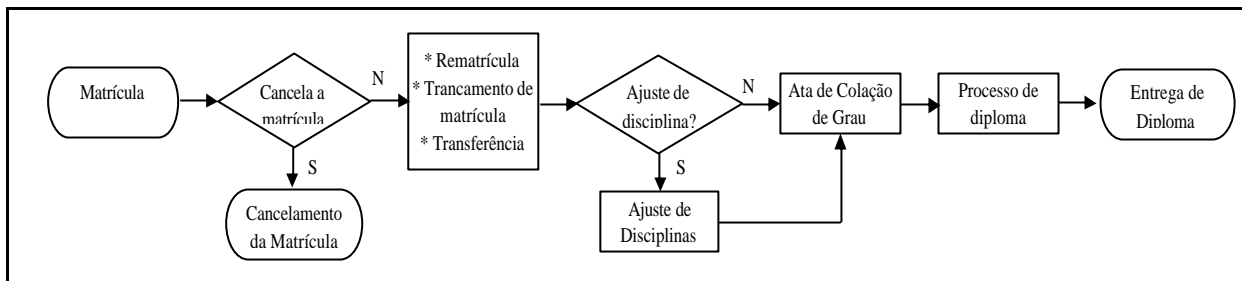 Matrícula
Cancela a
matrícula
N
S
Cancelamento
da Matrícula
* Rematrícula
* Trancamento de
matrícula
* Transferência
Ajuste de
disciplina?
N
S
Ajuste de
Disciplinas
Ata de Colação
de Grau
Processo de
diploma
Entrega de
Diploma